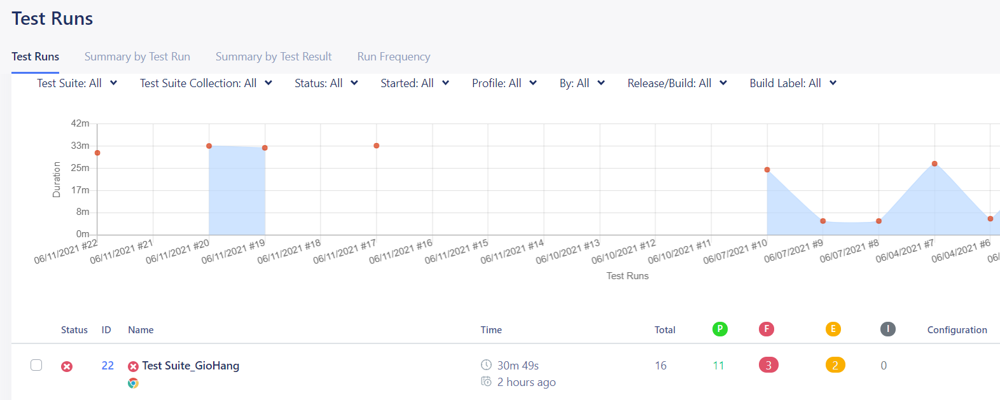 Test Runs
Test Runs Summary by Test Run Summary by Test Result Run Frequency
Test Suite: All Test Suite Collection: All Status: All Started: All Profile: All By: All Release/Build: All Build Label: All
42m
33m
25m
17m
8m
0m
Duration
06/11/2021 #22 06/11/2021 #21 06/11/2021 #20 06/11/2021 #19 06/11/2021 #18 06/11/2021 #17 06/11/2021 #16 06/11/2021 #15 06/11/2021 #14 06/10/2021 #13 06/10/2021 #12 06/10/2021 #11 06/07/2021 #10 06/07/2021 #9 06/07/2021 #8 06/04/2021 #7 06/04/2021 #6
Test Runs
Status ID Name Time Total P F E I Configuration
22 Test Suite_GioHang 30m 49s 16 11 3 2 0
2 hours ago